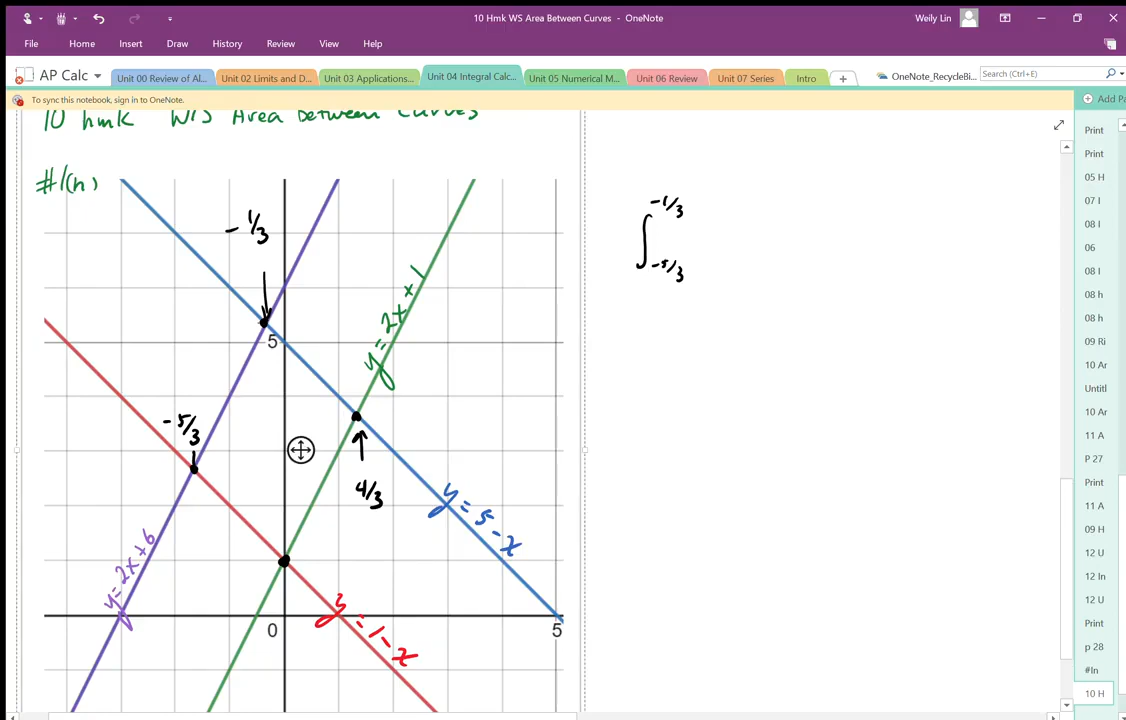 10 Hmk WS Area Between Curves - OneNote
Weily Lin
File Home Insert Draw History Review View Help
AP Calc
Unit 00 Review of Al...
Unit 02 Limits and D...
Unit 03 Applications...
Unit 04 Integral Calc...
Unit 05 Numerical M...
Unit 06 Review
Unit 07 Series
Intro
OneNote_RecycleBi...
Search (Ctrl+E)
To sync this notebook, sign in to OneNote.
Add Pa
10 hmk WS Area Between Curves
#1(h)
-1/3
y=2x+1
5
-5/3
4/3
y=5-x
y=2x+6
y=1-x
0
5
∫
-1/3
-5/3
Print
Print
05 H
07 I
08 I
06
08 I
08 h
08 h
09 Ri
10 Ar
Untitl
10 Ar
11 A
P 27
Print
11 A
09 H
12 U
12 In
12 U
Print
p 28
#In
10 H